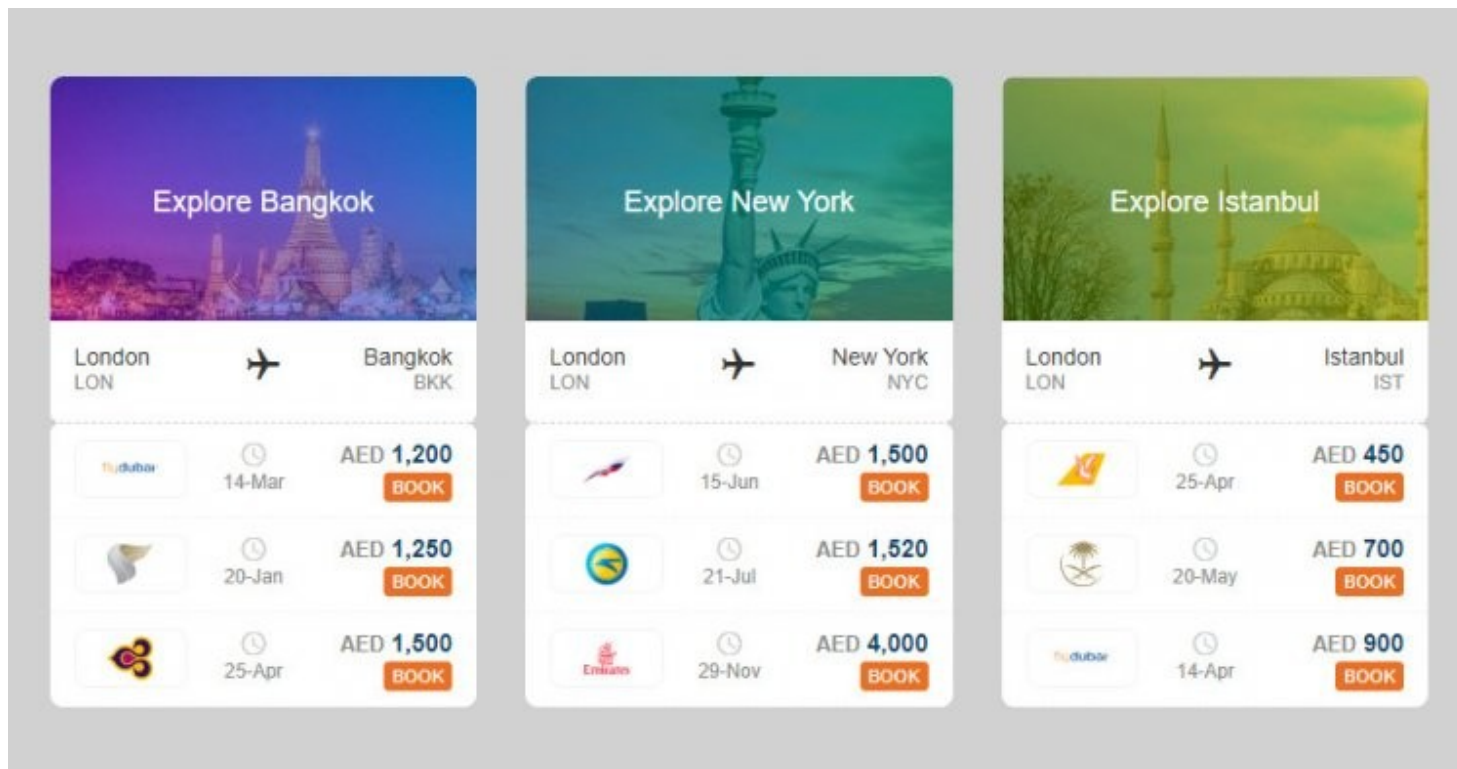 Explore Bangkok
London
LON
Bangkok
BKK
14-Mar
AED 1,200
BOOK
20-Jan
AED 1,250
BOOK
25-Apr
AED 1,500
BOOK
Explore New York
London
LON
New York
NYC
15-Jun
AED 1,500
BOOK
21-Jul
AED 1,520
BOOK
Emirates
29-Nov
AED 4,000
BOOK
Explore Istanbul
London
LON
Istanbul
IST
25-Apr
AED 450
BOOK
20-May
AED 700
BOOK
14-Apr
AED 900
BOOK